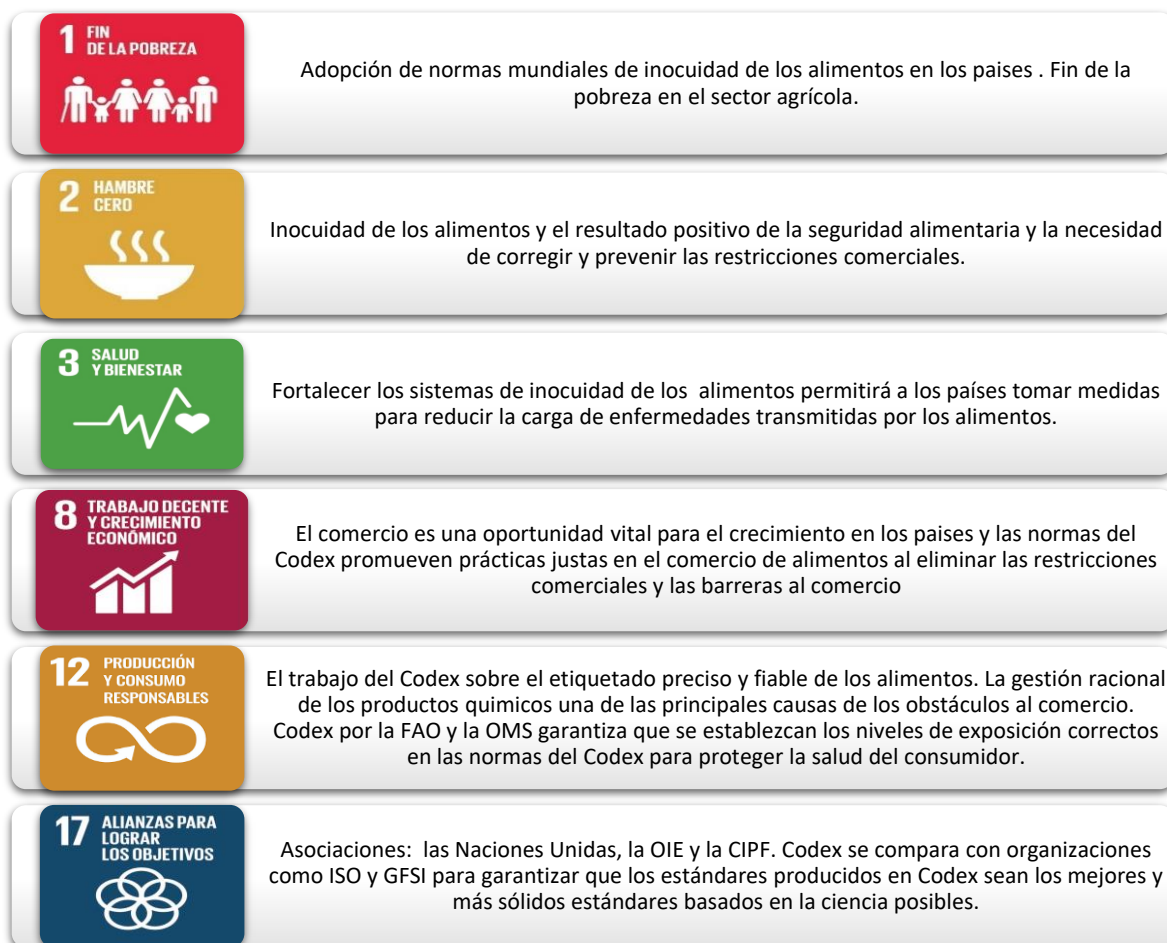 1 FIN
DE LA POBREZA
Adopción de normas mundiales de inocuidad de los alimentos en los paises . Fin de la
pobreza en el sector agrícola.
2 HAMBRE
CERO
Inocuidad de los alimentos y el resultado positivo de la seguridad alimentaria y la necesidad
de corregir y prevenir las restricciones comerciales.
3 SALUD
Y BIENESTAR
Fortalecer los sistemas de inocuidad de los  alimentos permitirá a los países tomar medidas
para reducir la carga de enfermedades transmitidas por los alimentos.
8 TRABAJO DECENTE
Y CRECIMIENTO
ECONÓMICO
El comercio es una oportunidad vital para el crecimiento en los paises y las normas del
Codex promueven prácticas justas en el comercio de alimentos al eliminar las restricciones
comerciales y las barreras al comercio
12 PRODUCCIÓN
Y CONSUMO
RESPONSABLES
El trabajo del Codex sobre el etiquetado preciso y fiable de los alimentos. La gestión racional
de los productos quimicos una de las principales causas de los obstáculos al comercio.
Codex por la FAO y la OMS garantiza que se establezcan los niveles de exposición correctos
en las normas del Codex para proteger la salud del consumidor.
17 ALIANZAS PARA
LOGRAR
LOS OBJETIVOS
Asociaciones:  las Naciones Unidas, la OIE y la CIPF. Codex se compara con organizaciones
como ISO y GFSI para garantizar que los estándares producidos en Codex sean los mejores y
más sólidos estándares basados en la ciencia posibles.